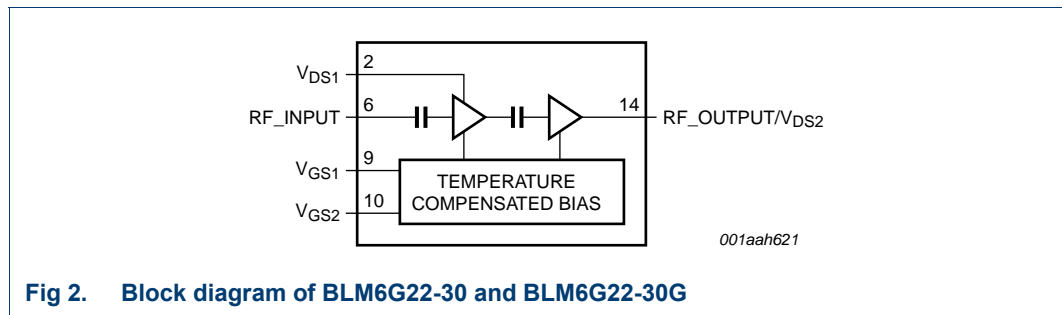 V_DS1 2
RF_INPUT 6
14 RF_OUTPUT/V_DS2
V_GS1 9
V_GS2 10
TEMPERATURE
COMPENSATED BIAS
001aah621
Fig 2. Block diagram of BLM6G22-30 and BLM6G22-30G